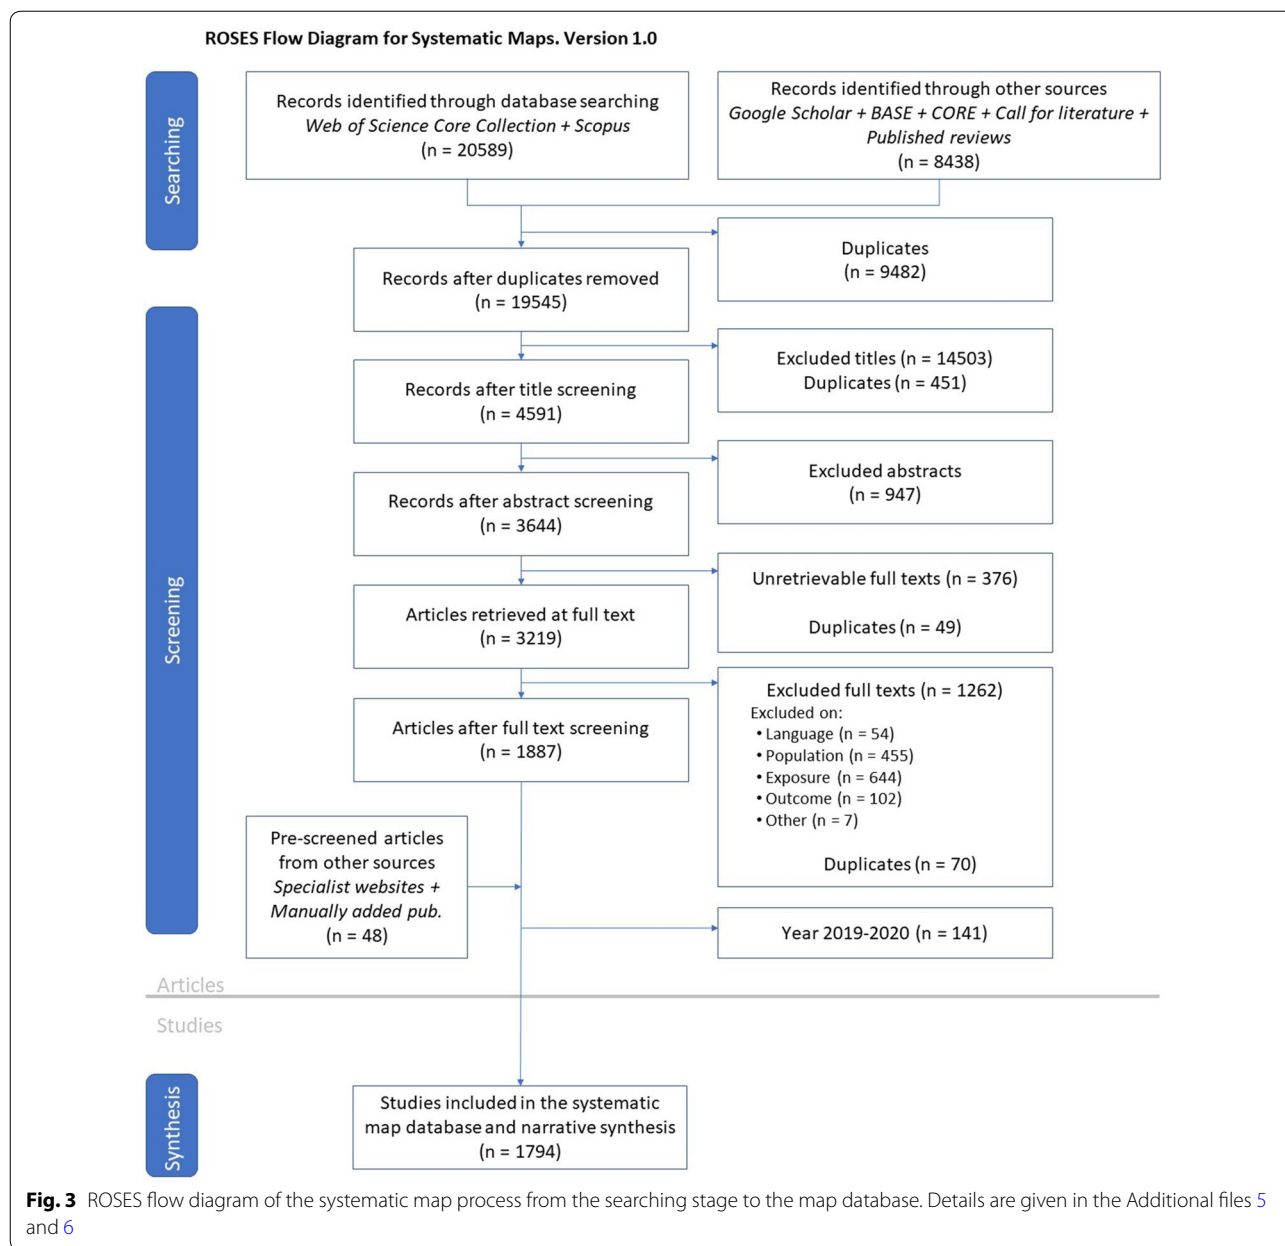 ROSES Flow Diagram for Systematic Maps. Version 1.0
Searching
Records identified through database searching
Web of Science Core Collection + Scopus
(n = 20589)
Records identified through other sources
Google Scholar + BASE + CORE + Call for literature +
Published reviews
(n = 8438)
Duplicates
(n = 9482)
Records after duplicates removed
(n = 19545)
Screening
Excluded titles (n = 14503)
Duplicates (n = 451)
Records after title screening
(n = 4591)
Excluded abstracts
(n = 947)
Records after abstract screening
(n = 3644)
Unretrievable full texts (n = 376)
Duplicates (n = 49)
Articles retrieved at full text
(n = 3219)
Excluded full texts (n = 1262)
Excluded on:
• Language (n = 54)
• Population (n = 455)
• Exposure (n = 644)
• Outcome (n = 102)
• Other (n = 7)
Duplicates (n = 70)
Articles after full text screening
(n = 1887)
Pre-screened articles
from other sources
Specialist websites +
Manually added pub.
(n = 48)
Year 2019-2020 (n = 141)
Articles
Studies
Synthesis
Studies included in the systematic
map database and narrative synthesis
(n = 1794)
Fig. 3 ROSES flow diagram of the systematic map process from the searching stage to the map database. Details are given in the Additional files 5
and 6